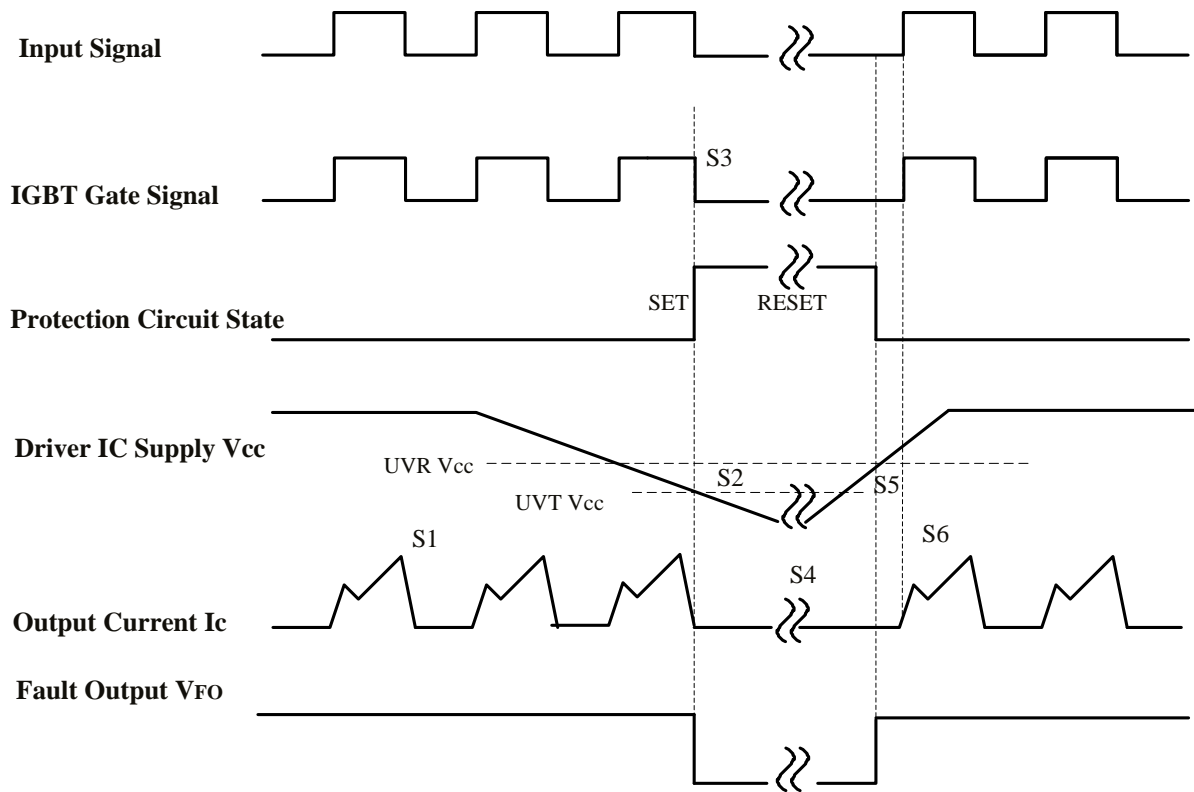 Input Signal
S3
IGBT Gate Signal
SET
RESET
Protection Circuit State
Driver IC Supply Vcc
UVR Vcc
S2
S5
UVT Vcc
S1
S6
S4
Output Current Ic
Fault Output VFO